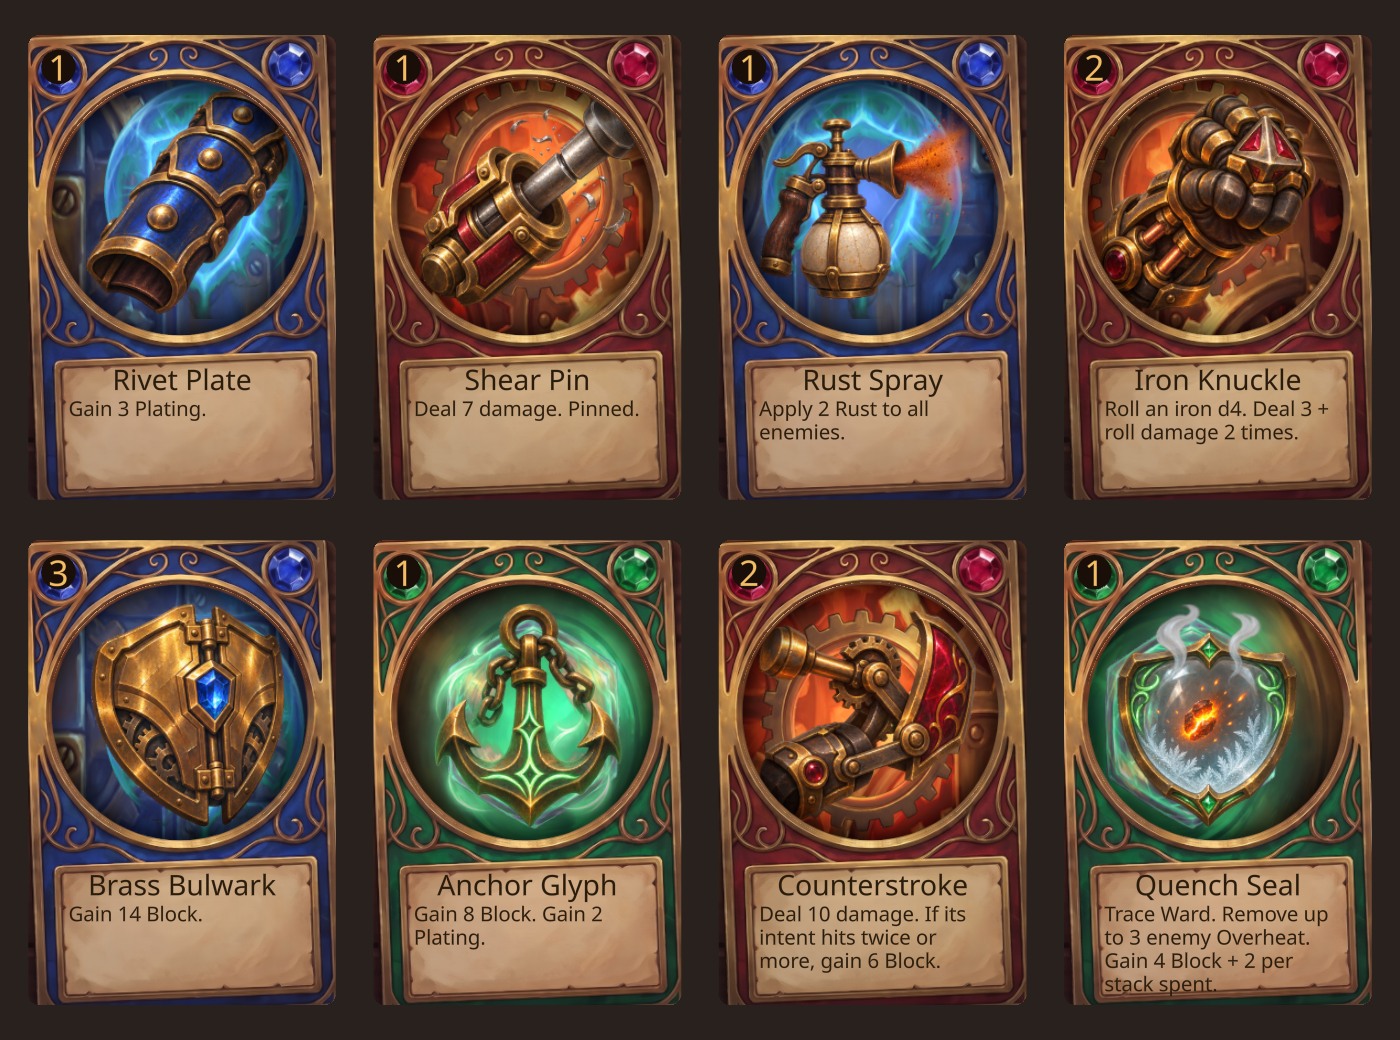 1
Rivet Plate
Gain 3 Plating.
1
Shear Pin
Deal 7 damage. Pinned.
1
Rust Spray
Apply 2 Rust to all
enemies.
2
Iron Knuckle
Roll an iron d4. Deal 3 +
roll damage 2 times.
3
Brass Bulwark
Gain 14 Block.
1
Anchor Glyph
Gain 8 Block. Gain 2
Plating.
2
Counterstroke
Deal 10 damage. If its
intent hits twice or
more, gain 6 Block.
1
Quench Seal
Trace Ward. Remove up
to 3 enemy Overheat.
Gain 4 Block + 2 per
stack spent.